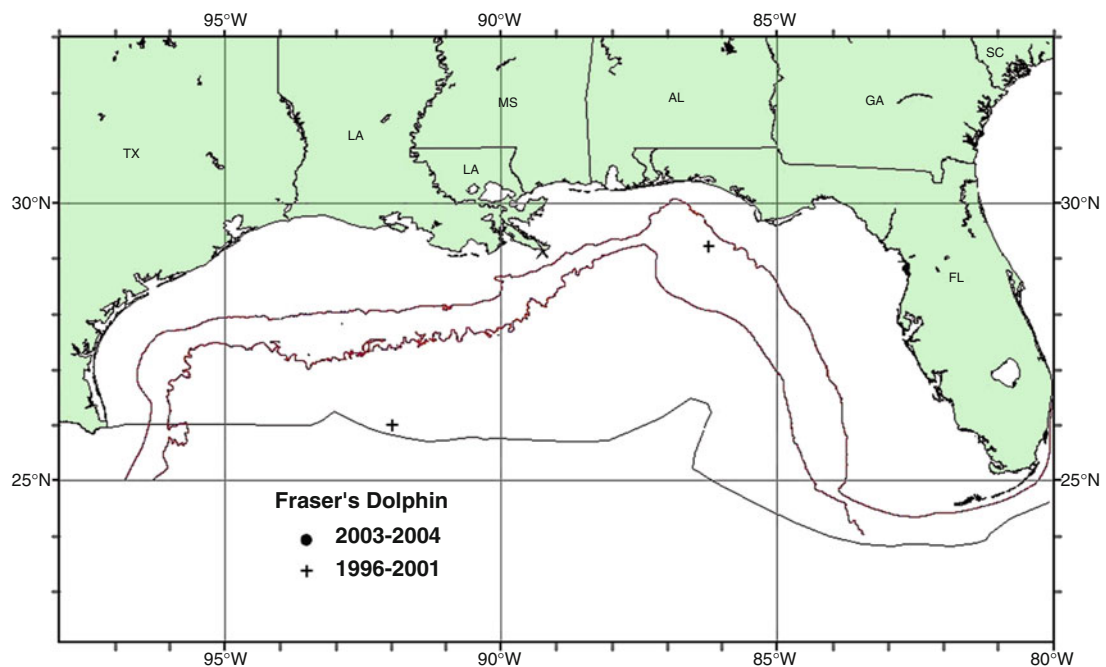 95°W 90°W 85°W
SC
MS AL GA
LA
TX
LA
30°N 30°N
FL
25°N 25°N
Fraser's Dolphin
2003-2004
1996-2001
95°W 90°W 85°W 80°W